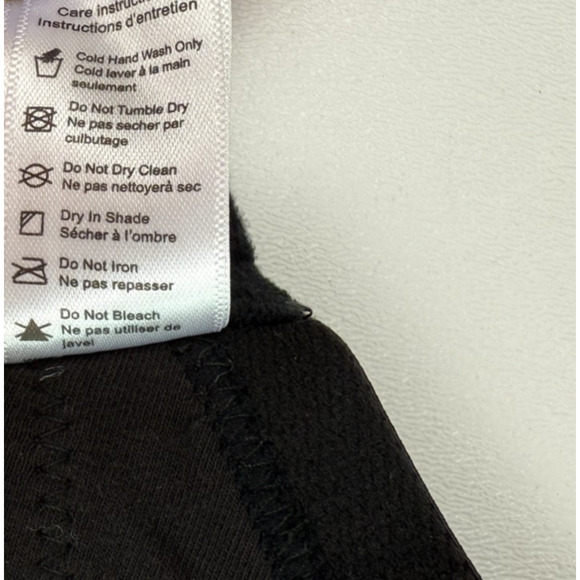 Care instructions
Instructions d'entretien
Cold Hand Wash Only
Cold laver à la main
seulement
Do Not Tumble Dry
Ne pas secher par
culbutage
Do Not Dry Clean
Ne pas nettoyerà sec
Dry In Shade
Sécher à l'ombre
Do Not Iron
Ne pas repasser
Do Not Bleach
Ne pas utiliser de
javel